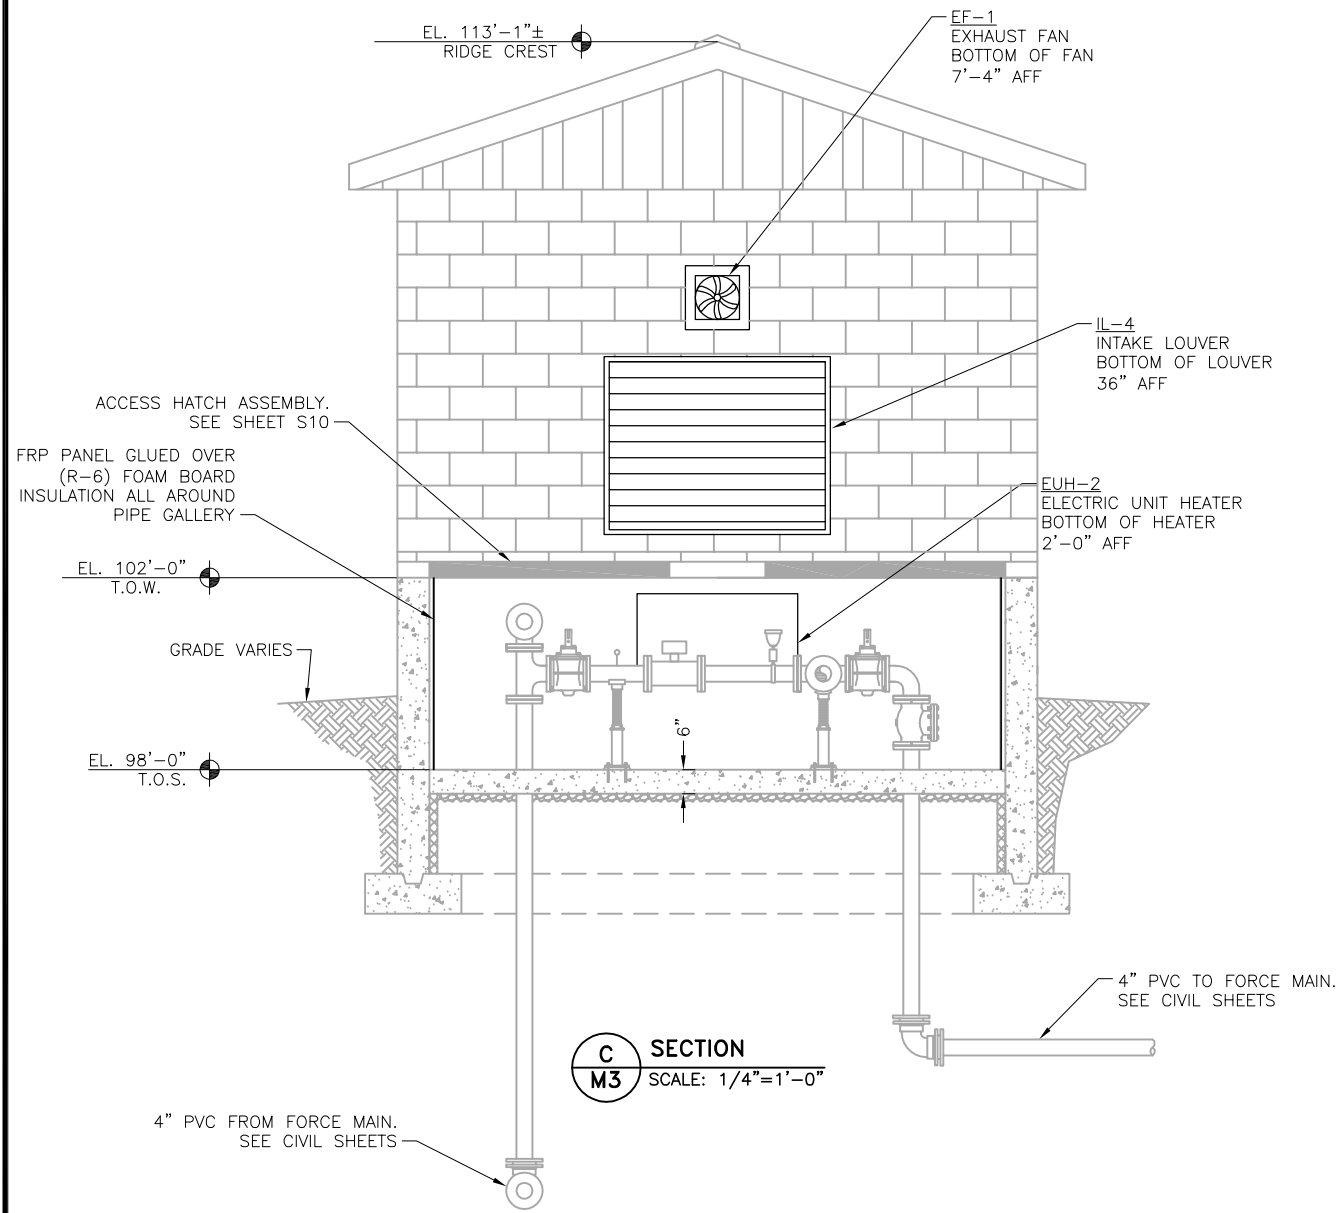 EL. 113'-1"±
RIDGE CREST
EF-1
EXHAUST FAN
BOTTOM OF FAN
7'-4" AFF
IL-4
INTAKE LOUVER
BOTTOM OF LOUVER
36" AFF
ACCESS HATCH ASSEMBLY.
SEE SHEET S10
FRP PANEL GLUED OVER
(R-6) FOAM BOARD
INSULATION ALL AROUND
PIPE GALLERY
EUH-2
ELECTRIC UNIT HEATER
BOTTOM OF HEATER
2'-0" AFF
EL. 102'-0"
T.O.W.
GRADE VARIES
6"
EL. 98'-0"
T.O.S.
4" PVC TO FORCE MAIN.
SEE CIVIL SHEETS
C
M3
SECTION
SCALE: 1/4"=1'-0"
4" PVC FROM FORCE MAIN.
SEE CIVIL SHEETS